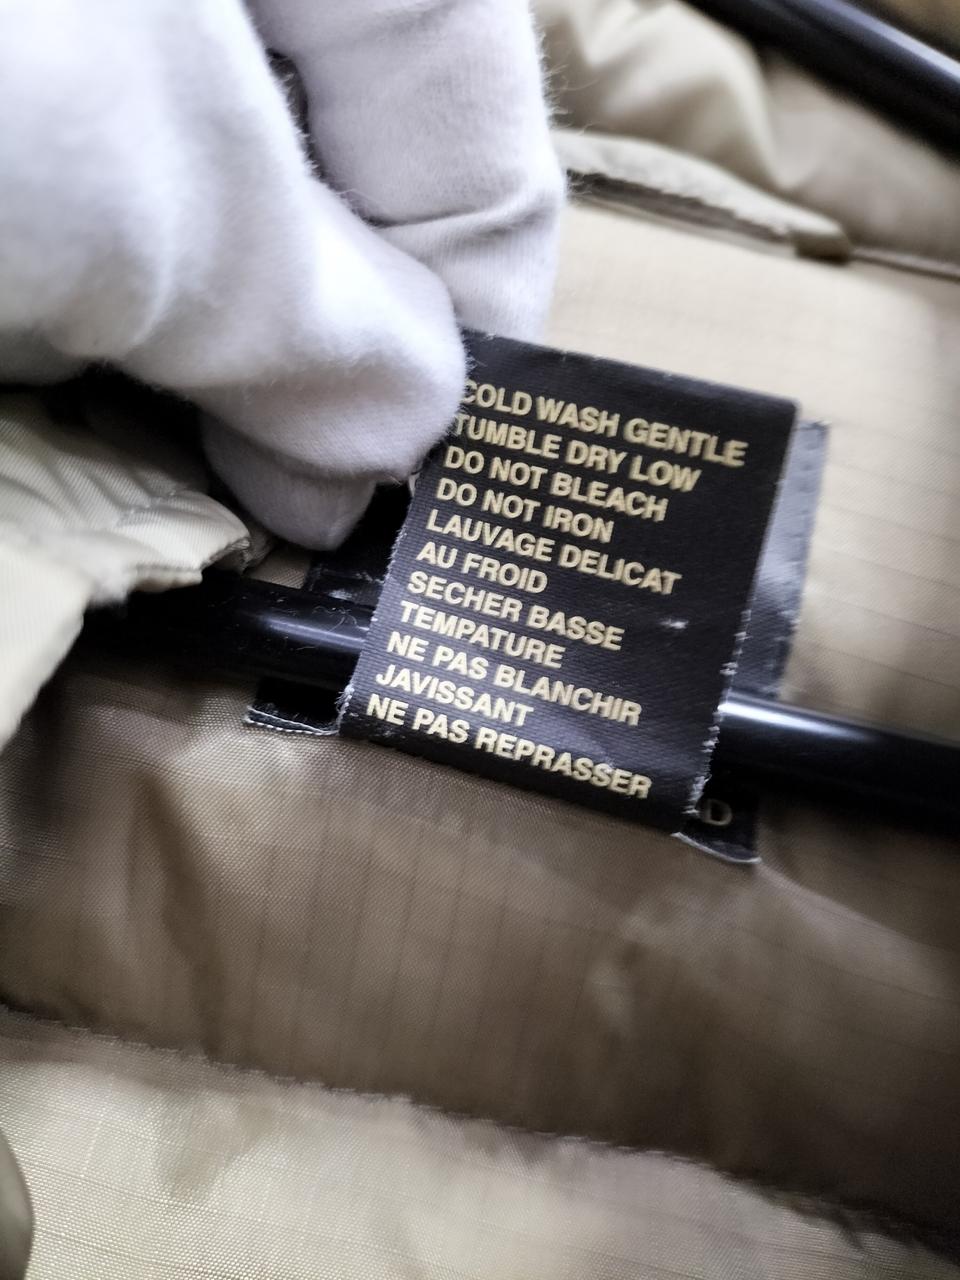 COLD WASH GENTLE
TUMBLE DRY LOW
DO NOT BLEACH
DO NOT IRON
LAUVAGE DELICAT
AU FROID
SECHER BASSE
TEMPATURE
NE PAS BLANCHIR
JAVISSANT
NE PAS REPRASSER
D